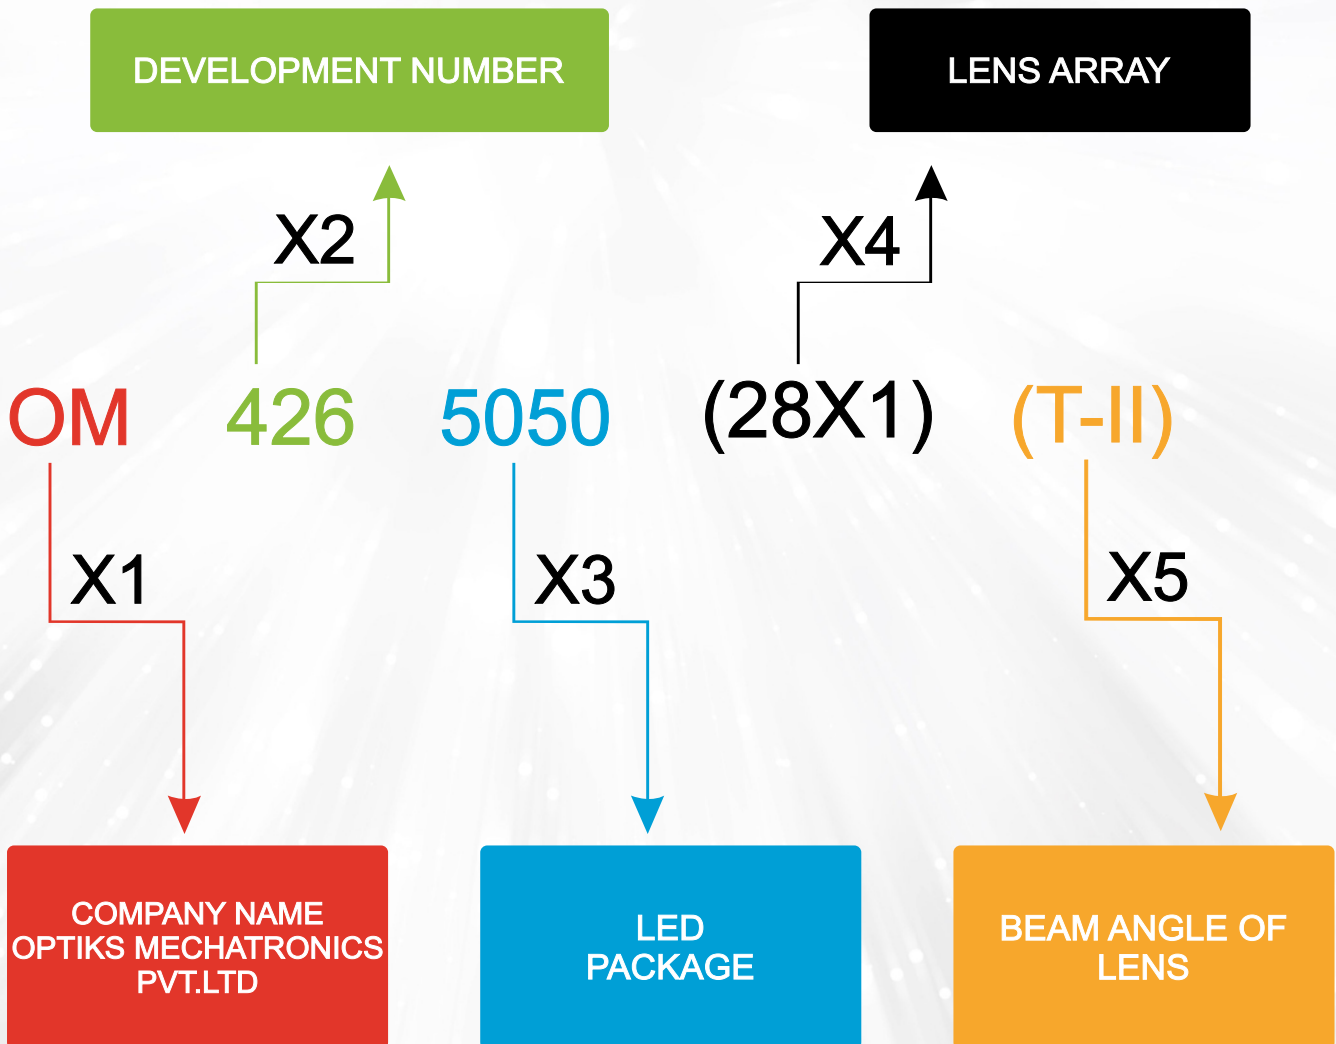 DEVELOPMENT NUMBER
LENS ARRAY
X2
X4
OM 426 5050 (28X1) (T-II)
X1
X3
X5
COMPANY NAME
OPTIKS MECHATRONICS
PVT.LTD
LED
PACKAGE
BEAM ANGLE OF
LENS